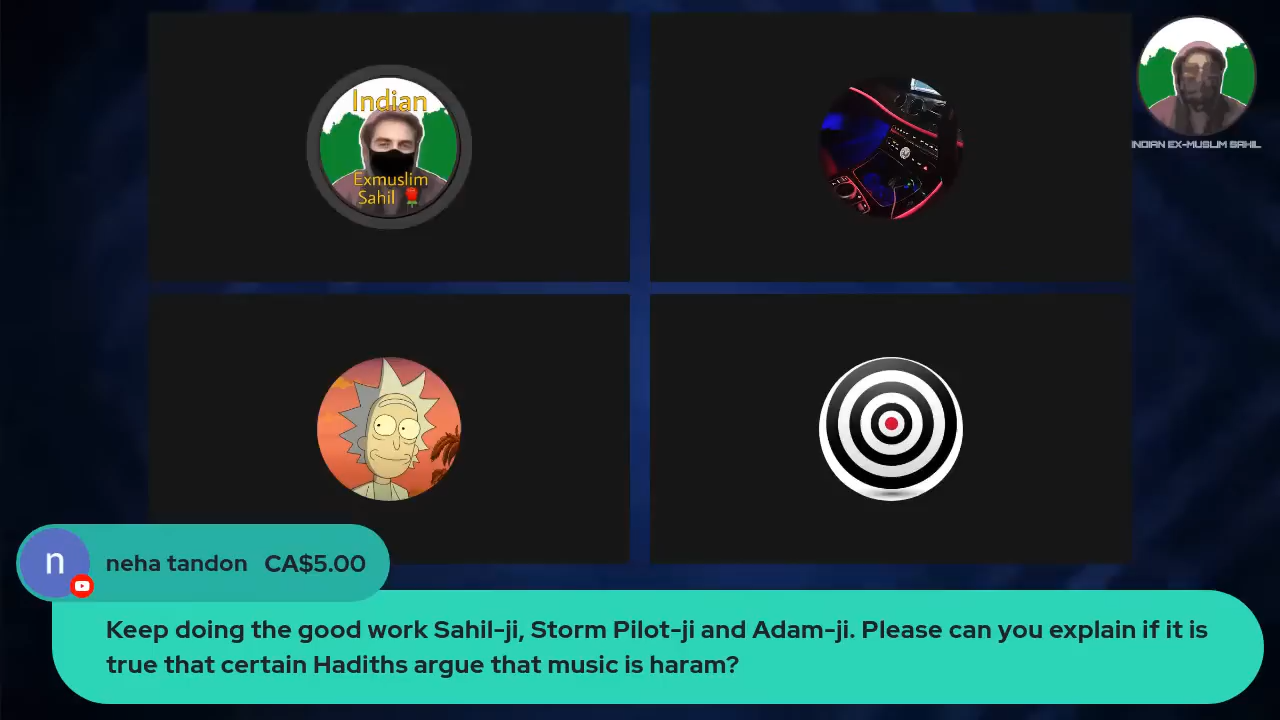 Indian
Exmuslim
Sahil
INDIAN EX-MUSLIM SAHIL
n
neha tandon CA$5.00
Keep doing the good work Sahil-ji, Storm Pilot-ji and Adam-ji. Please can you explain if it is
true that certain Hadiths argue that music is haram?